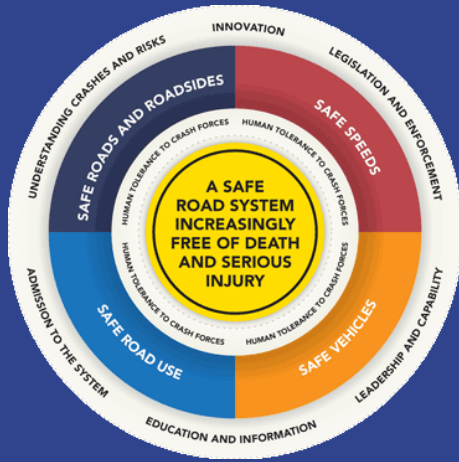 INNOVATION
LEGISLATION AND ENFORCEMENT
LEADERSHIP AND CAPABILITY
EDUCATION AND INFORMATION
ADMISSION TO THE SYSTEM
UNDERSTANDING CRASHES AND RISKS
SAFE ROADS AND ROADSIDES
SAFE SPEEDS
SAFE VEHICLES
SAFE ROAD USE
HUMAN TOLERANCE TO CRASH FORCES
HUMAN TOLERANCE TO CRASH FORCES
HUMAN TOLERANCE TO CRASH FORCES
HUMAN TOLERANCE TO CRASH FORCES
A SAFE
ROAD SYSTEM
INCREASINGLY
FREE OF DEATH
AND SERIOUS
INJURY